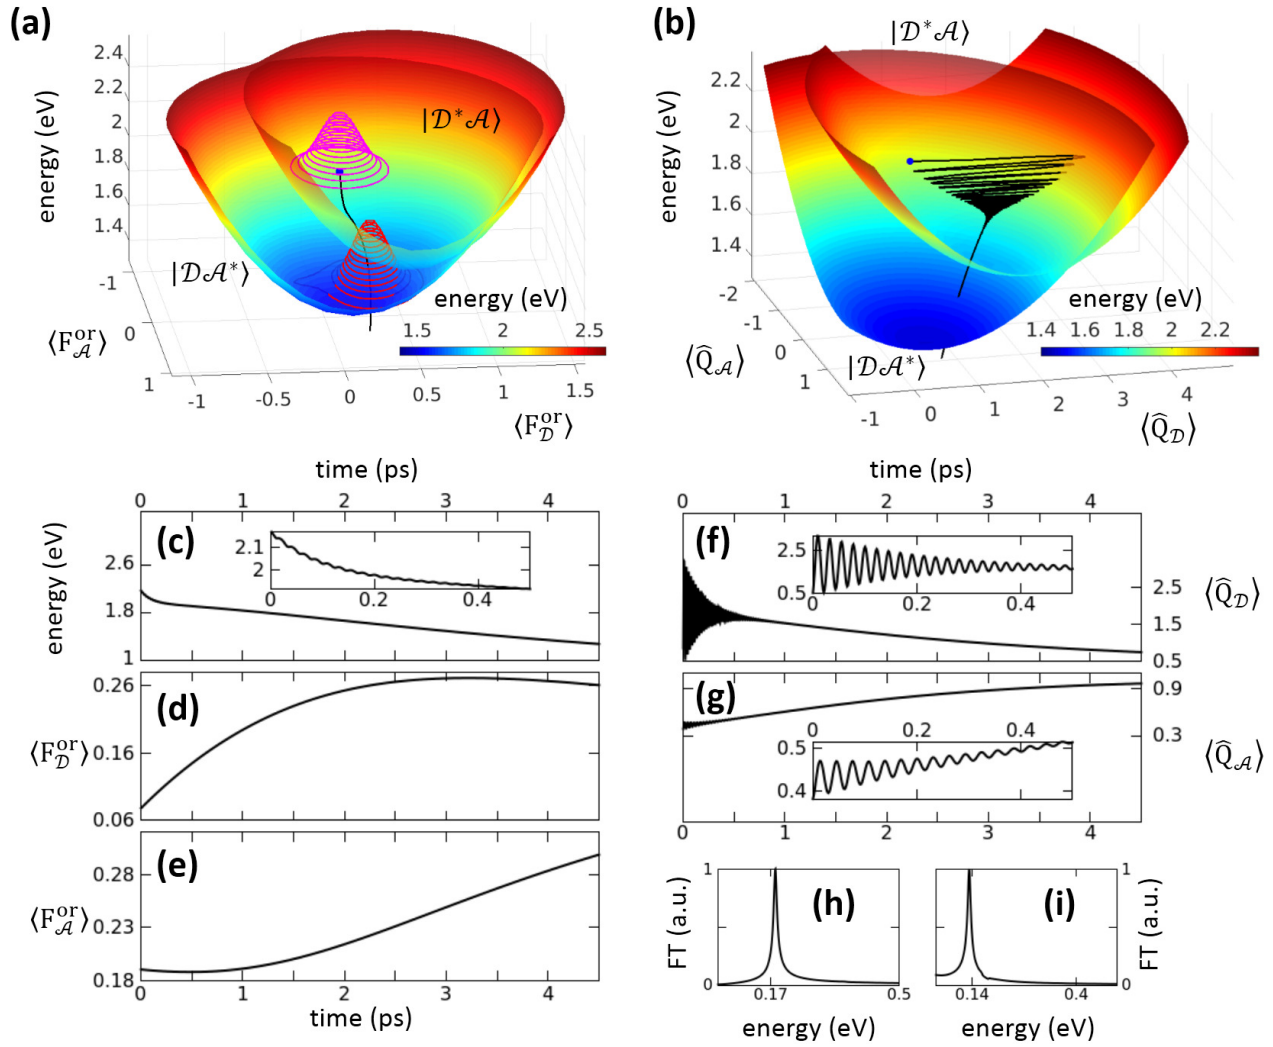 (a)
2.4
2.2
2
1.8
1.6
1.4
energy (eV)
|𝒟*𝒜⟩
|𝒟𝒜*⟩
energy (eV)
1.5 2 2.5
-1
0
1
⟨F𝒜^or⟩
-1 -0.5 0 0.5 1 1.5
⟨F𝒟^or⟩
(b)
2.2
2
1.8
1.6
1.4
energy (eV)
|𝒟*𝒜⟩
|𝒟𝒜*⟩
energy (eV)
1.4 1.6 1.8 2 2.2
-2
-1
0
1
⟨Q̂𝒜⟩
-1 0 1 2 3 4
⟨Q̂𝒟⟩
time (ps)
0 1 2 3 4
(c)
energy (eV)
2.6
1.8
1
2.1
2
0 0.2 0.4
(d)
⟨F𝒟^or⟩
0.26
0.16
0.06
(e)
⟨F𝒜^or⟩
0.28
0.23
0.18
0 1 2 3 4
time (ps)
time (ps)
0 1 2 3 4
(f)
2.5
0.5
0 0.2 0.4
2.5
1.5
0.5
⟨Q̂𝒟⟩
(g)
0 0.2 0.4
0.5
0.4
0.9
0.3
⟨Q̂𝒜⟩
0 1 2 3 4
(h)
FT (a.u.)
1
0
0.17 0.5
energy (eV)
(i)
1
0
FT (a.u.)
0.14 0.4
energy (eV)